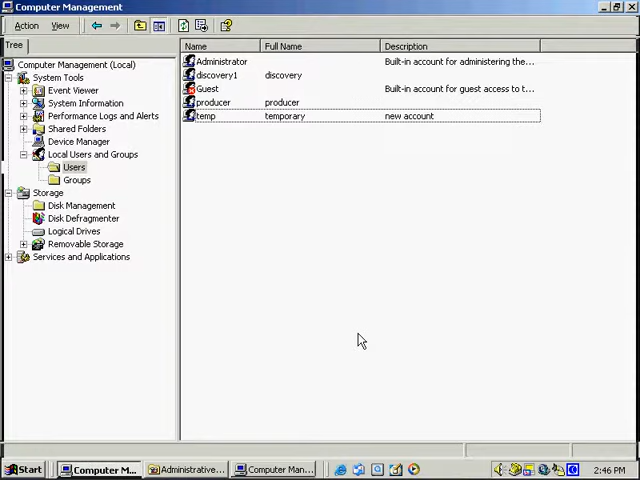 Computer Management
Action View
Tree
Name Full Name Description
Computer Management (Local)
System Tools
Event Viewer
System Information
Performance Logs and Alerts
Shared Folders
Device Manager
Local Users and Groups
Users
Groups
Storage
Disk Management
Disk Defragmenter
Logical Drives
Removable Storage
Services and Applications
Administrator Built-in account for administering the...
discovery1 discovery
Guest Built-in account for guest access to t...
producer producer
temp temporary new account
Start Computer M... Administrative... Computer Man... 2:46 PM